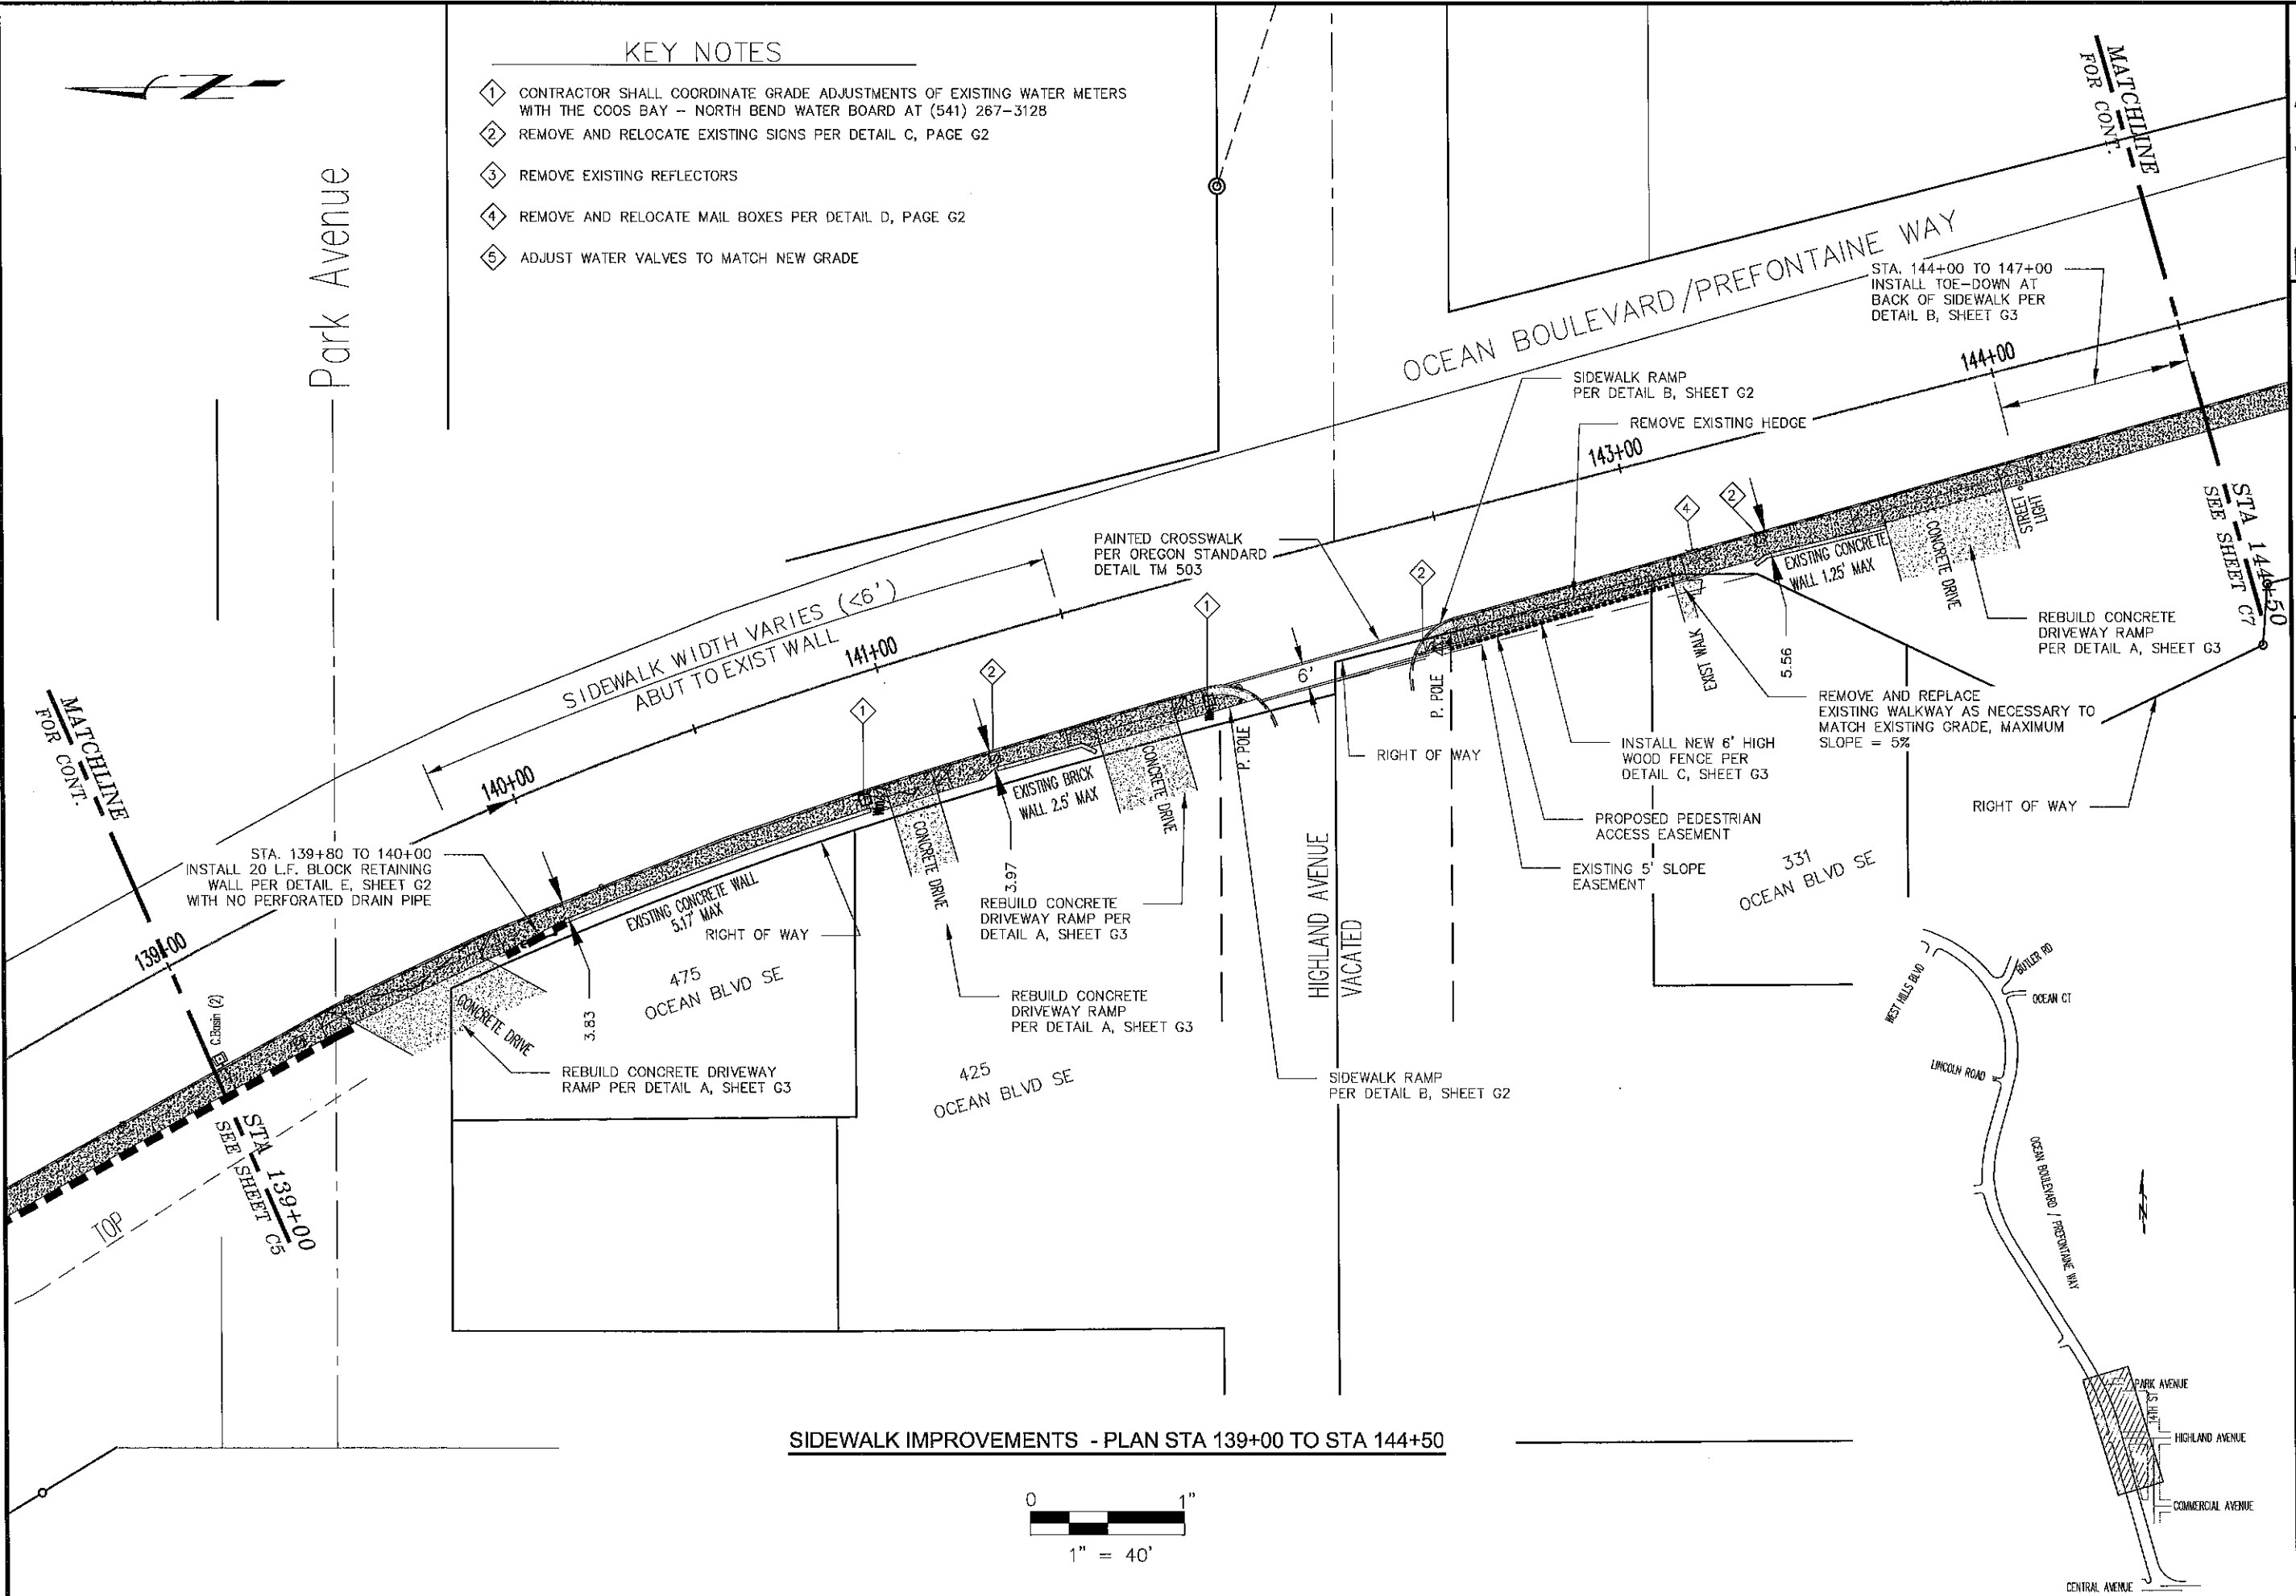 KEY NOTES
1 CONTRACTOR SHALL COORDINATE GRADE ADJUSTMENTS OF EXISTING WATER METERS
WITH THE COOS BAY – NORTH BEND WATER BOARD AT (541) 267–3128
2 REMOVE AND RELOCATE EXISTING SIGNS PER DETAIL C, PAGE G2
3 REMOVE EXISTING REFLECTORS
4 REMOVE AND RELOCATE MAIL BOXES PER DETAIL D, PAGE G2
5 ADJUST WATER VALVES TO MATCH NEW GRADE
N
Park Avenue
MATCHLINE
FOR CONT.
OCEAN BOULEVARD/PREFONTAINE WAY
STA. 144+00 TO 147+00
INSTALL TOE–DOWN AT
BACK OF SIDEWALK PER
DETAIL B, SHEET G3
144+00
SIDEWALK RAMP
PER DETAIL B, SHEET G2
REMOVE EXISTING HEDGE
143+00
4
2
STREET
LIGHT
STA 144+50
SEE SHEET C7
PAINTED CROSSWALK
PER OREGON STANDARD
DETAIL TM 503
2
1
EXISTING CONCRETE
WALL 1.25' MAX
CONCRETE DRIVE
REBUILD CONCRETE
DRIVEWAY RAMP
PER DETAIL A, SHEET G3
SIDEWALK WIDTH VARIES (<6')
ABUT TO EXIST WALL
141+00
2
1
6'
P. POLE
EXIST WALK
5.56
REMOVE AND REPLACE
EXISTING WALKWAY AS NECESSARY TO
MATCH EXISTING GRADE, MAXIMUM
SLOPE = 5%
MATCHLINE
FOR CONT.
140+00
P. POLE
RIGHT OF WAY
INSTALL NEW 6' HIGH
WOOD FENCE PER
DETAIL C, SHEET G3
RIGHT OF WAY
EXISTING BRICK
WALL 2.5' MAX
CONCRETE DRIVE
CONCRETE DRIVE
PROPOSED PEDESTRIAN
ACCESS EASEMENT
STA. 139+80 TO 140+00
INSTALL 20 L.F. BLOCK RETAINING
WALL PER DETAIL E, SHEET G2
WITH NO PERFORATED DRAIN PIPE
EXISTING CONCRETE WALL
5.17' MAX
RIGHT OF WAY
3.97
REBUILD CONCRETE
DRIVEWAY RAMP PER
DETAIL A, SHEET G3
HIGHLAND AVENUE
VACATED
EXISTING 5' SLOPE
EASEMENT
331
OCEAN BLVD SE
139+00
C.Basin (2)
475
OCEAN BLVD SE
CONCRETE DRIVE
3.83
REBUILD CONCRETE
DRIVEWAY RAMP
PER DETAIL A, SHEET G3
REBUILD CONCRETE DRIVEWAY
RAMP PER DETAIL A, SHEET G3
425
OCEAN BLVD SE
SIDEWALK RAMP
PER DETAIL B, SHEET G2
STA 139+00
SEE SHEET C5
TOP
WEST HILLS BLVD
BUTLER RD
OCEAN CT
LINCOLN ROAD
OCEAN BOULEVARD / PREFONTAINE WAY
N
PARK AVENUE
14TH ST
HIGHLAND AVENUE
COMMERCIAL AVENUE
CENTRAL AVENUE
SIDEWALK IMPROVEMENTS - PLAN STA 139+00 TO STA 144+50
0 1"
1" = 40'